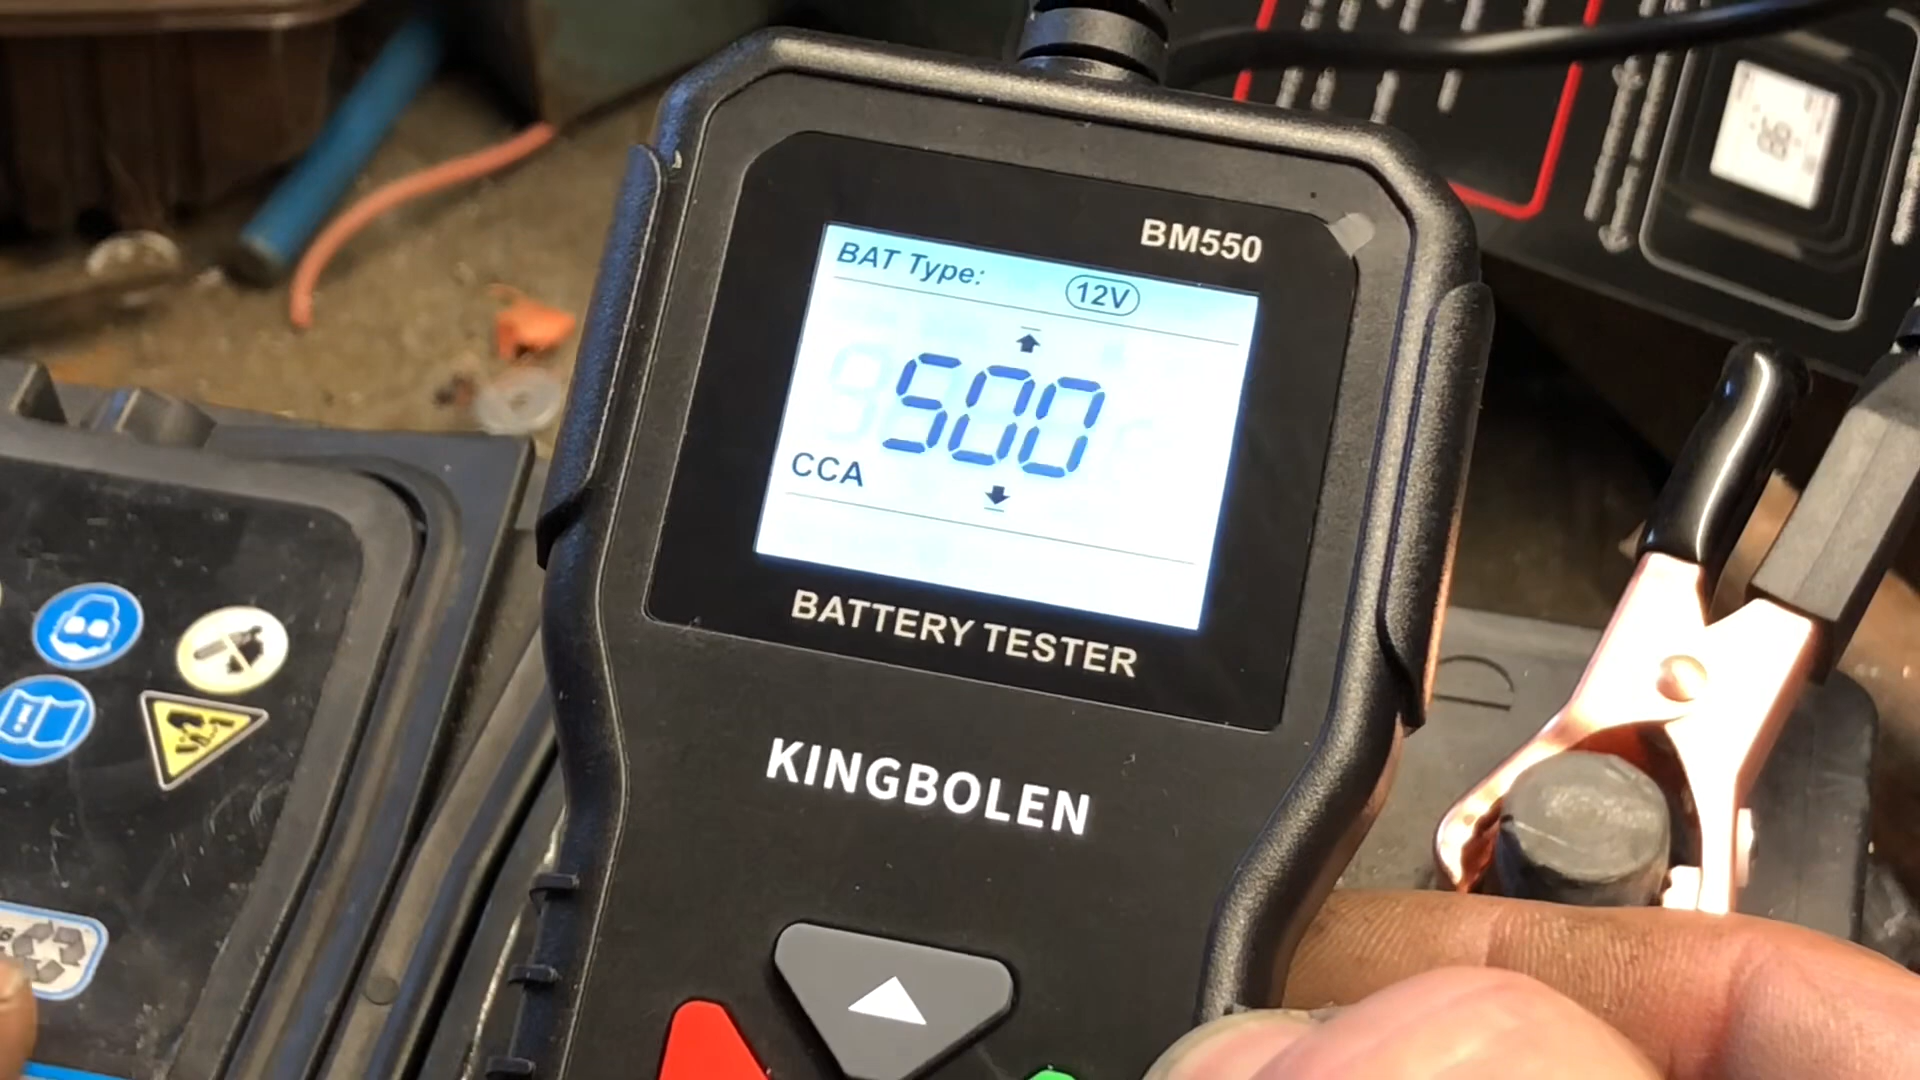 BM550
BAT Type: 12V
500
CCA
BATTERY TESTER
KINGBOLEN